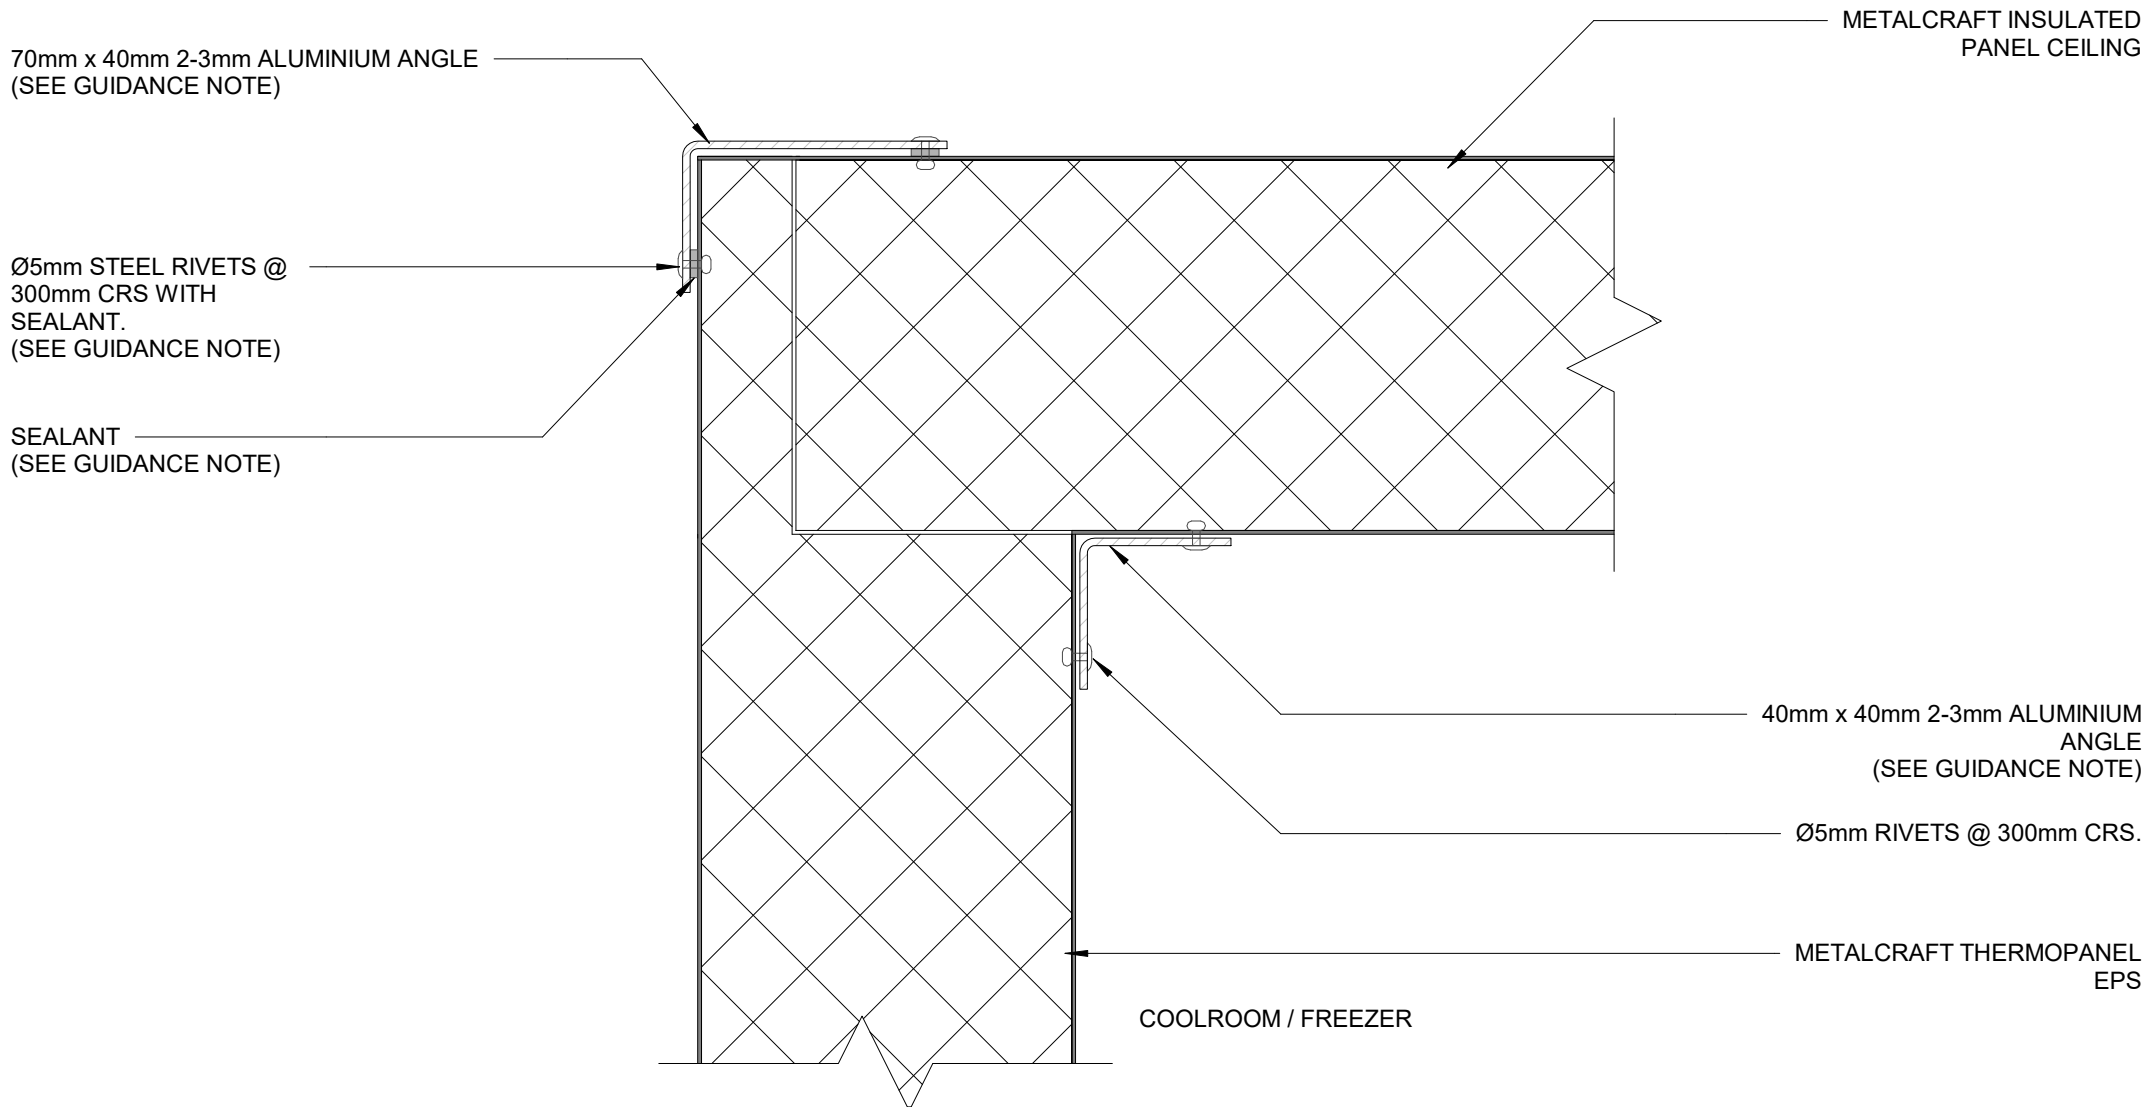 METALCRAFT INSULATED
PANEL CEILING
70mm x 40mm 2-3mm ALUMINIUM ANGLE
(SEE GUIDANCE NOTE)
Ø5mm STEEL RIVETS @
300mm CRS WITH
SEALANT.
(SEE GUIDANCE NOTE)
SEALANT
(SEE GUIDANCE NOTE)
40mm x 40mm 2-3mm ALUMINIUM
ANGLE
(SEE GUIDANCE NOTE)
Ø5mm RIVETS @ 300mm CRS.
METALCRAFT THERMOPANEL
EPS
COOLROOM / FREEZER